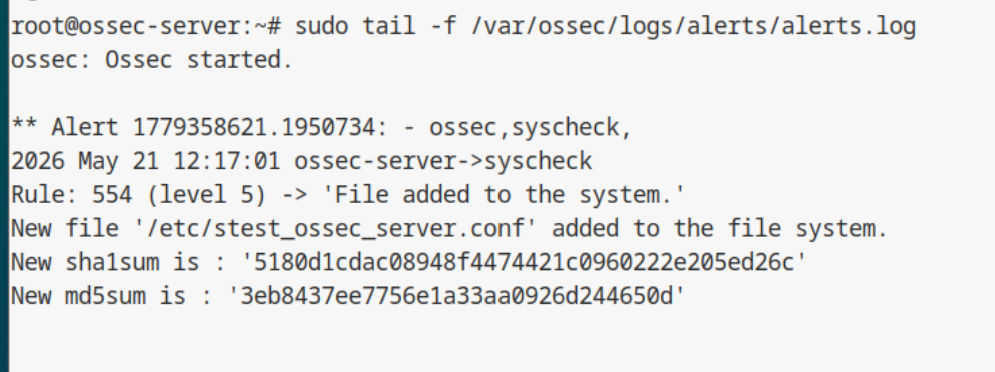 root@ossec-server:~# sudo tail -f /var/ossec/logs/alerts/alerts.log
ossec: Ossec started.
** Alert 1779358621.1950734: - ossec,syscheck,
2026 May 21 12:17:01 ossec-server->syscheck
Rule: 554 (level 5) -> 'File added to the system.'
New file '/etc/stest_ossec_server.conf' added to the file system.
New sha1sum is : '5180d1cdac08948f4474421c0960222e205ed26c'
New md5sum is : '3eb8437ee7756e1a33aa0926d244650d'